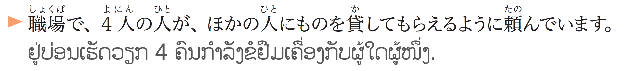 職場で、4人の人が、ほかの人にものを貸してもらえるように頼んでいます。
ຢູ່ບ່ອນເຮັດວຽກ 4 ຄົນກຳລັງຂໍຢືມເຄື່ອງກັບຜູ້ໃດຜູ້ໜຶ່ງ.